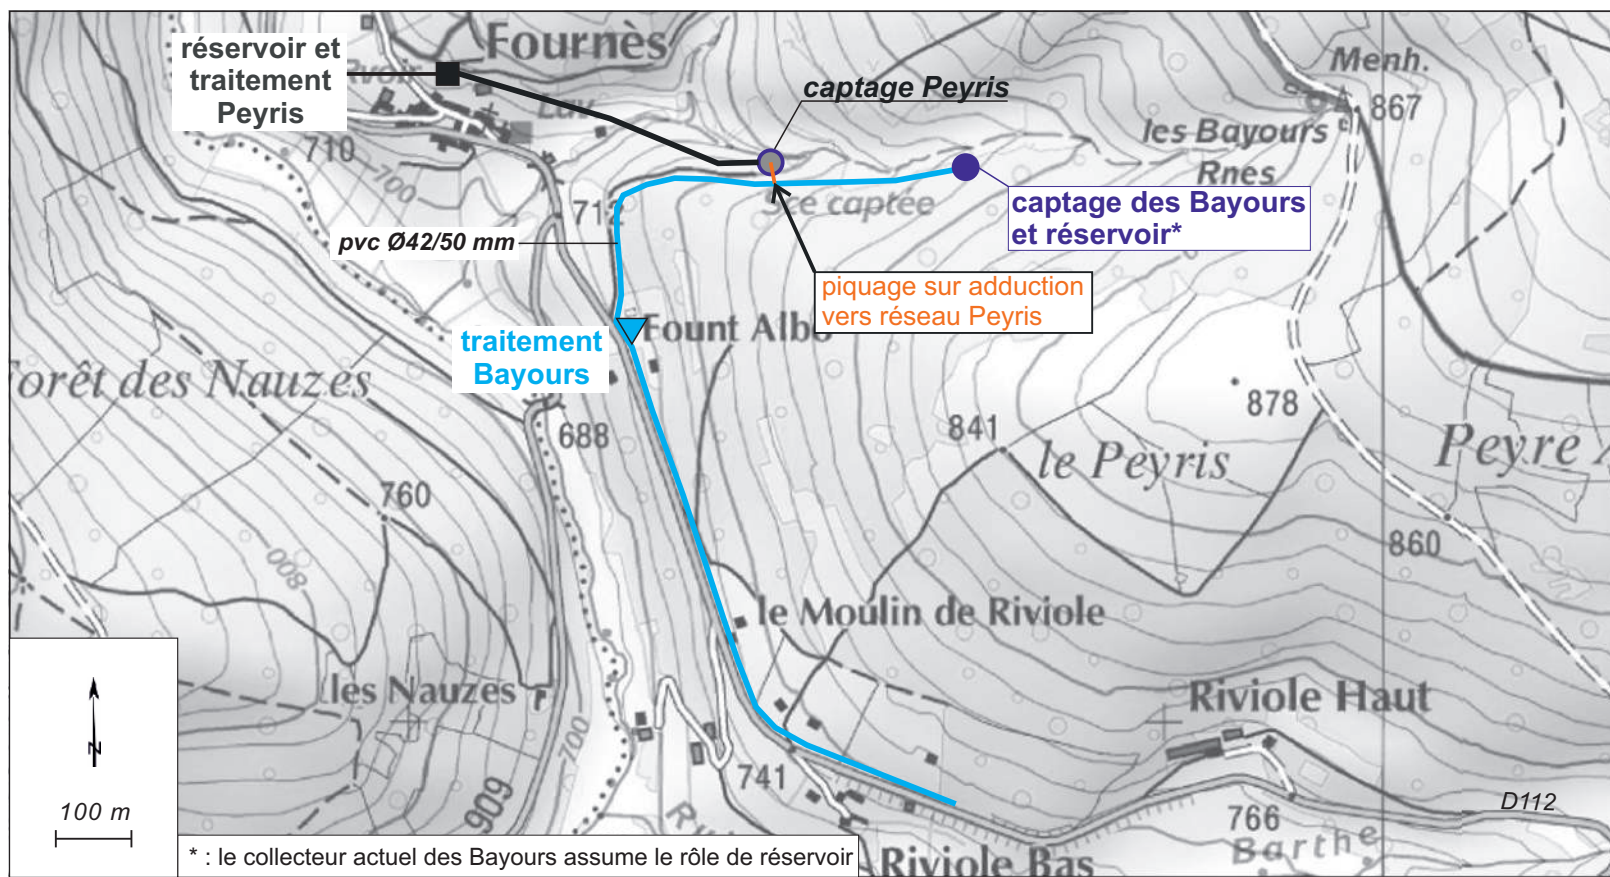 réservoir et
traitement
Peyris
Fournès
captage Peyris
Menh.
867
les Bayours
Rnes
710
700
Lav
Sce captée
captage des Bayours
et réservoir*
712
pvc Ø42/50 mm
piquage sur adduction
vers réseau Peyris
Fount Albe
traitement
Bayours
Forêt des Nauzes
688
841
878
le Peyris
Peyre
760
860
800
le Moulin de Riviole
les Nauzes
700
Riviole Haut
741
909
766
D112
Barthe
100 m
N
* : le collecteur actuel des Bayours assume le rôle de réservoir
Riviole Bas